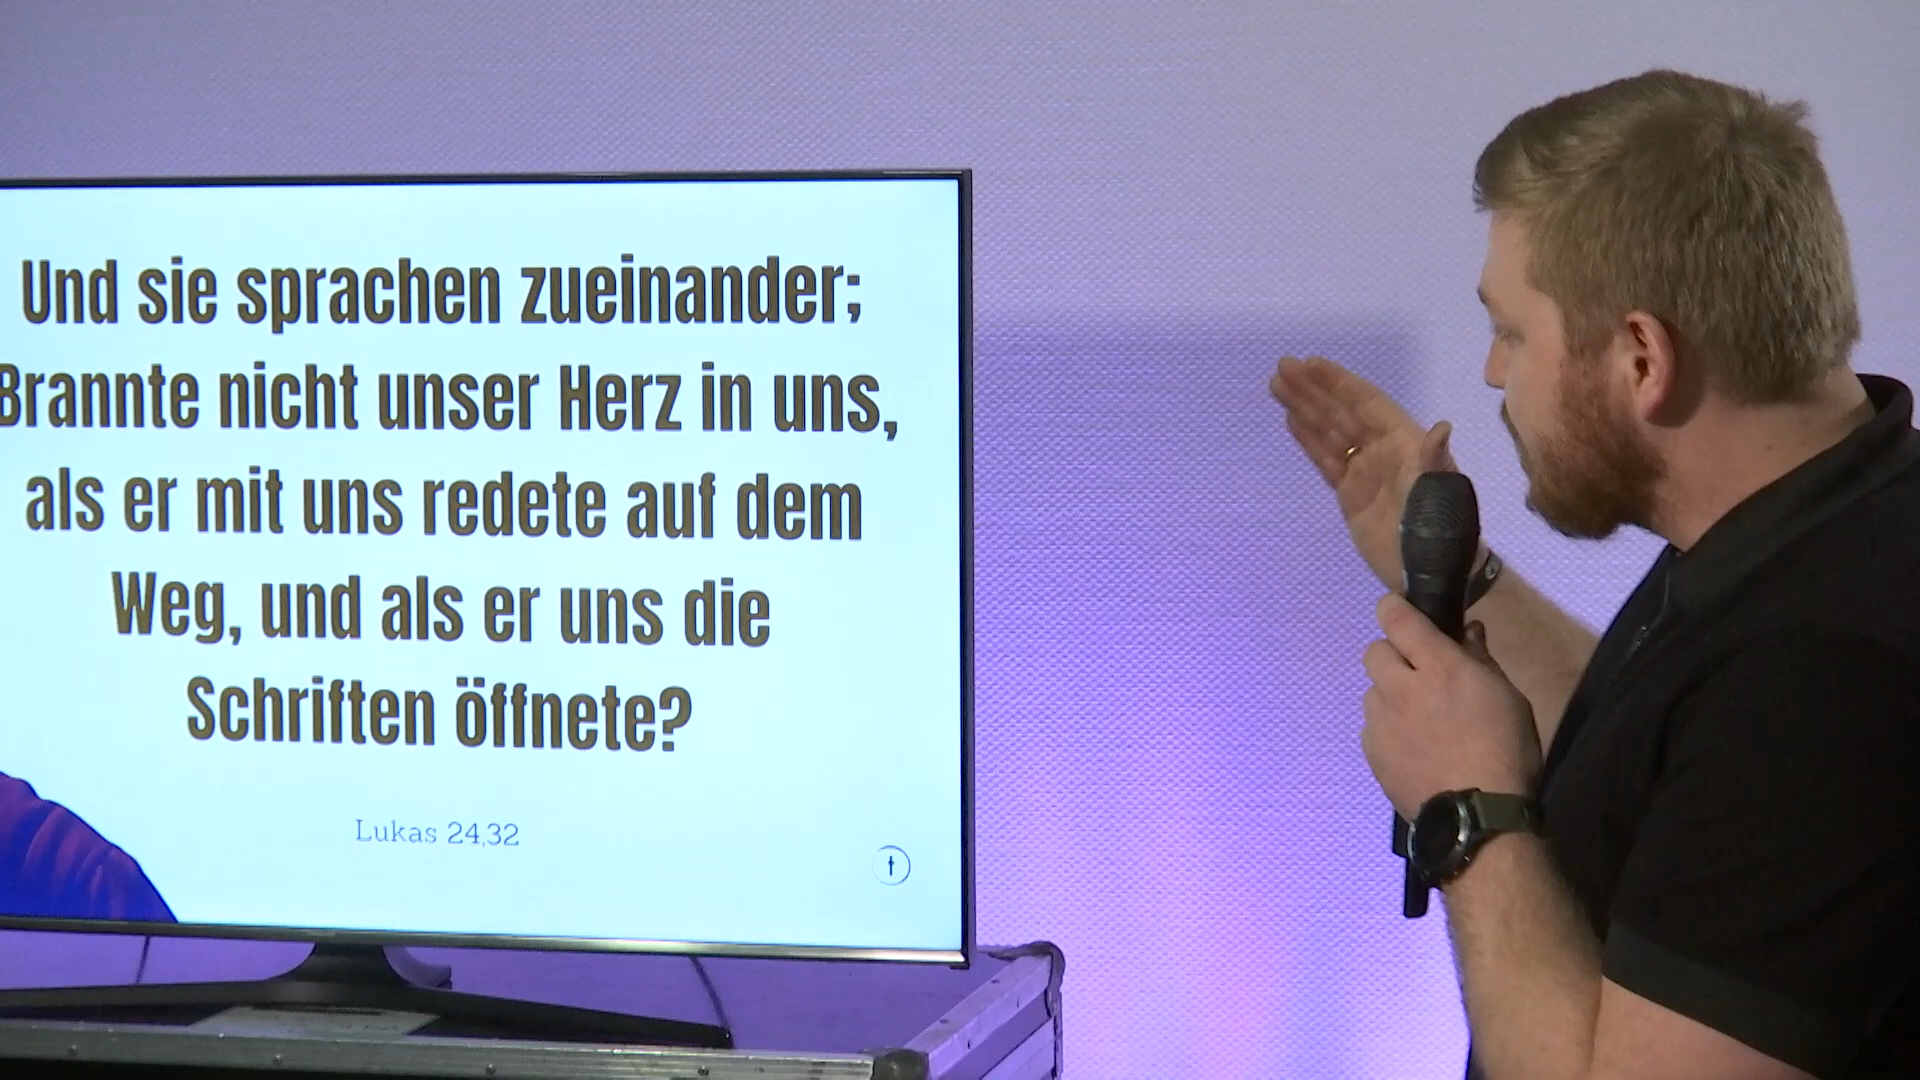 Und sie sprachen zueinander;
Brannte nicht unser Herz in uns,
als er mit uns redete auf dem
Weg, und als er uns die
Schriften öffnete?
Lukas 24,32